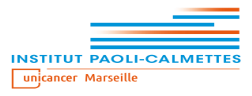 INSTITUT PAOLI-CALMETTES
unicancer Marseille